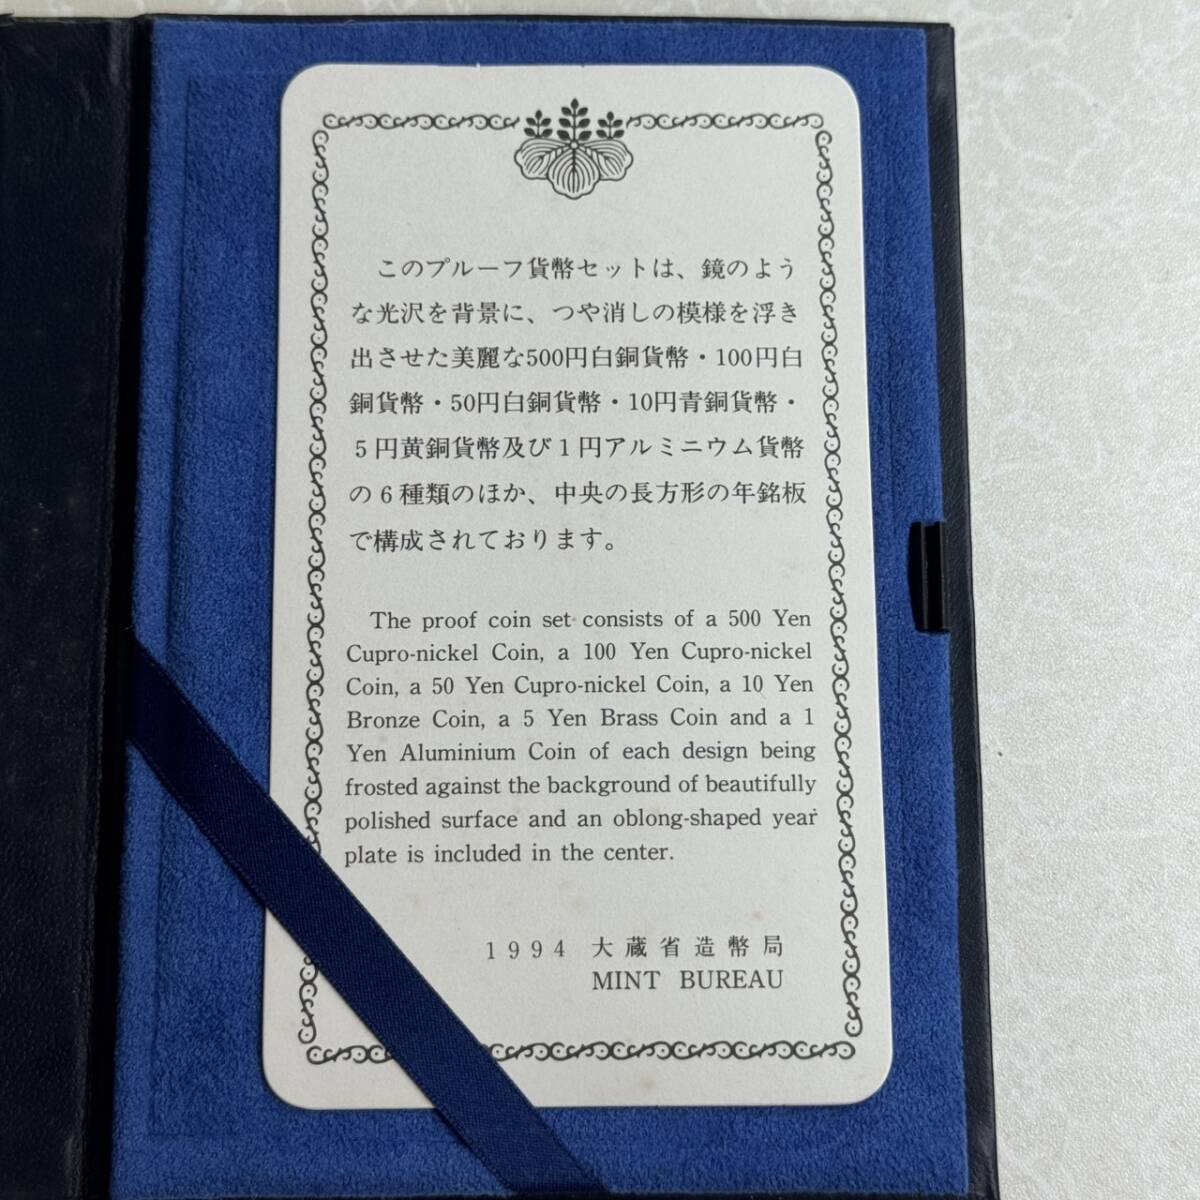 このプルーフ貨幣セットは、鏡のよう
な光沢を背景に、つや消しの模様を浮き
出させた美麗な500円白銅貨幣・100円白
銅貨幣・50円白銅貨幣・10円青銅貨幣・
5円黄銅貨幣及び1円アルミニウム貨幣
の6種類のほか、中央の長方形の年銘板
で構成されております。
The proof coin set consists of a 500 Yen
Cupro-nickel Coin, a 100 Yen Cupro-nickel
Coin, a 50 Yen Cupro-nickel Coin, a 10 Yen
Bronze Coin, a 5 Yen Brass Coin and a 1
Yen Aluminium Coin of each design being
frosted against the background of beautifully
polished surface and an oblong-shaped year
plate is included in the center.
1994 大蔵省造幣局
MINT BUREAU